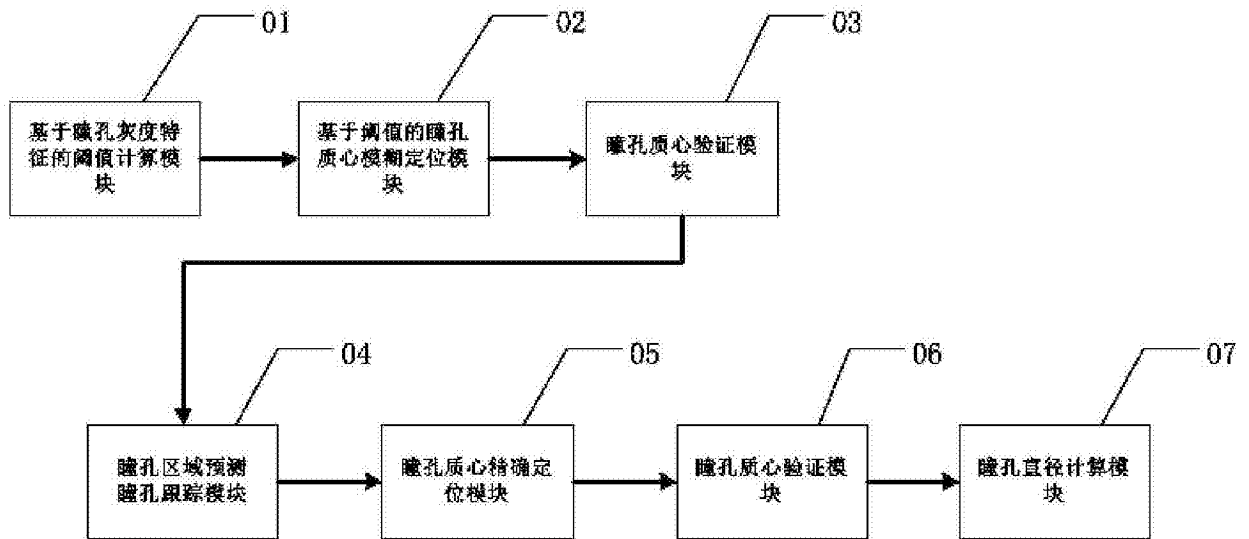 01
02
03
基于瞳孔灰度特
征的阈值计算模
块
基于阈值的瞳孔
质心模糊定位模
块
瞳孔质心验证模
块
04
05
06
07
瞳孔区域预测
瞳孔跟踪模块
瞳孔质心精确定
位模块
瞳孔质心验证模
块
瞳孔直径计算模
块